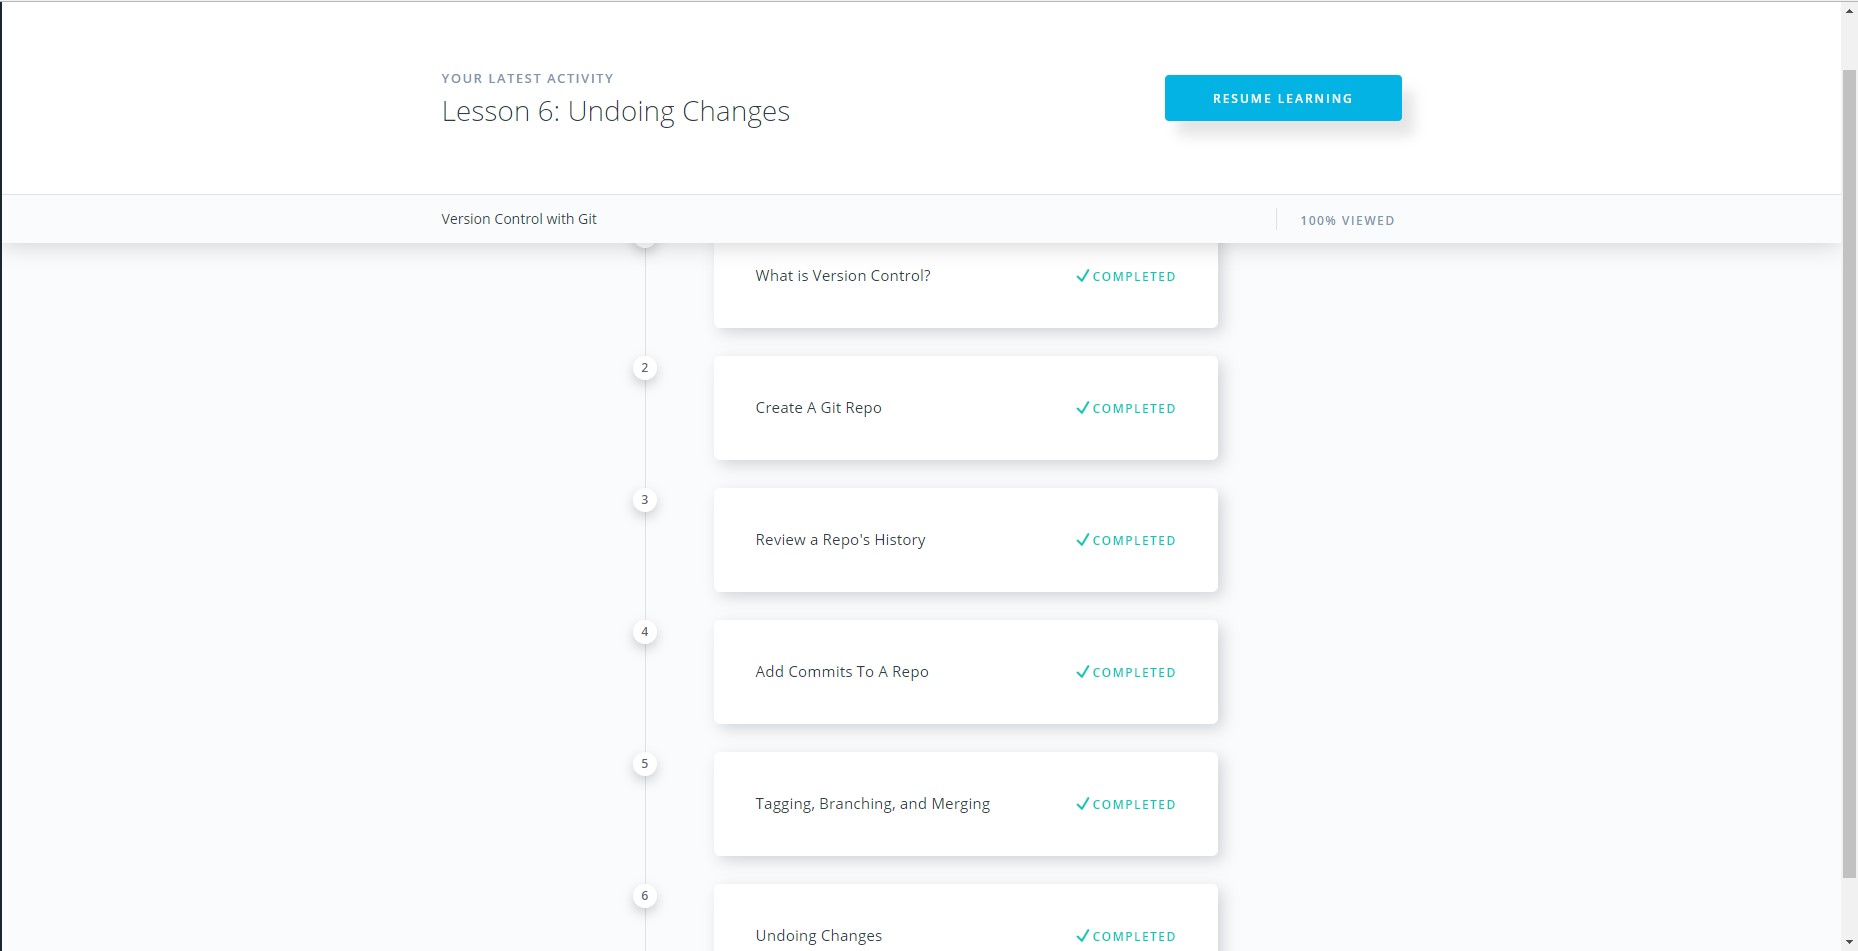 YOUR LATEST ACTIVITY
Lesson 6: Undoing Changes
RESUME LEARNING
Version Control with Git
100% VIEWED
What is Version Control?
COMPLETED
2
Create A Git Repo
COMPLETED
3
Review a Repo's History
COMPLETED
4
Add Commits To A Repo
COMPLETED
5
Tagging, Branching, and Merging
COMPLETED
6
Undoing Changes
COMPLETED